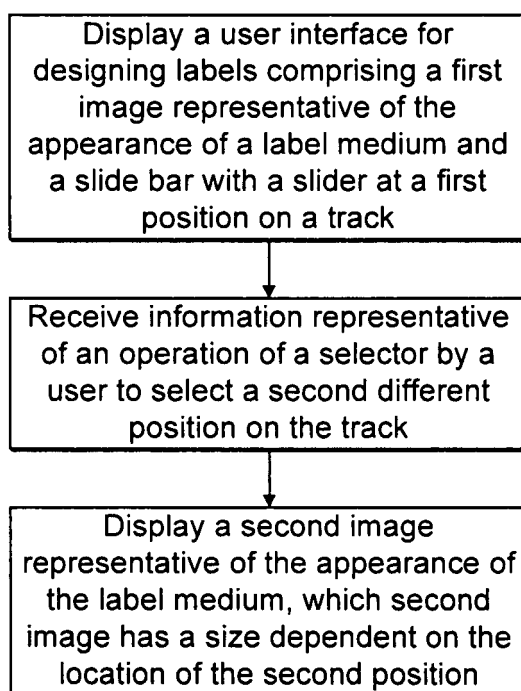 Display a user interface for
designing labels comprising a first
image representative of the
appearance of a label medium and
a slide bar with a slider at a first
position on a track
Receive information representative
of an operation of a selector by a
user to select a second different
position on the track
Display a second image
representative of the appearance of
the label medium, which second
image has a size dependent on the
location of the second position